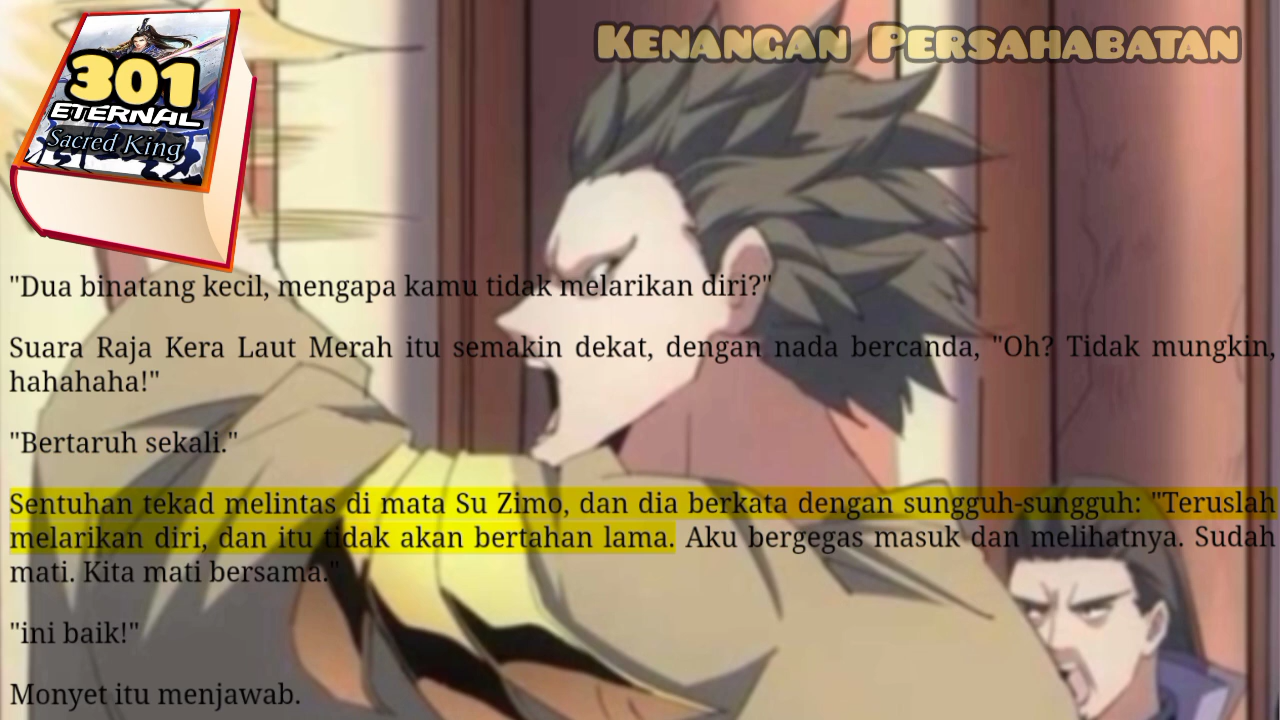 KENANGAN PERSAHABATAN
301
ETERNAL
Sacred King
"Dua binatang kecil, mengapa kamu tidak melarikan diri?"
Suara Raja Kera Laut Merah itu semakin dekat, dengan nada bercanda, "Oh? Tidak mungkin,
hahahaha!"
"Bertaruh sekali."
Sentuhan tekad melintas di mata Su Zimo, dan dia berkata dengan sungguh-sungguh: "Teruslah
melarikan diri, dan itu tidak akan bertahan lama. Aku bergegas masuk dan melihatnya. Sudah
mati. Kita mati bersama."
"ini baik!"
Monyet itu menjawab.